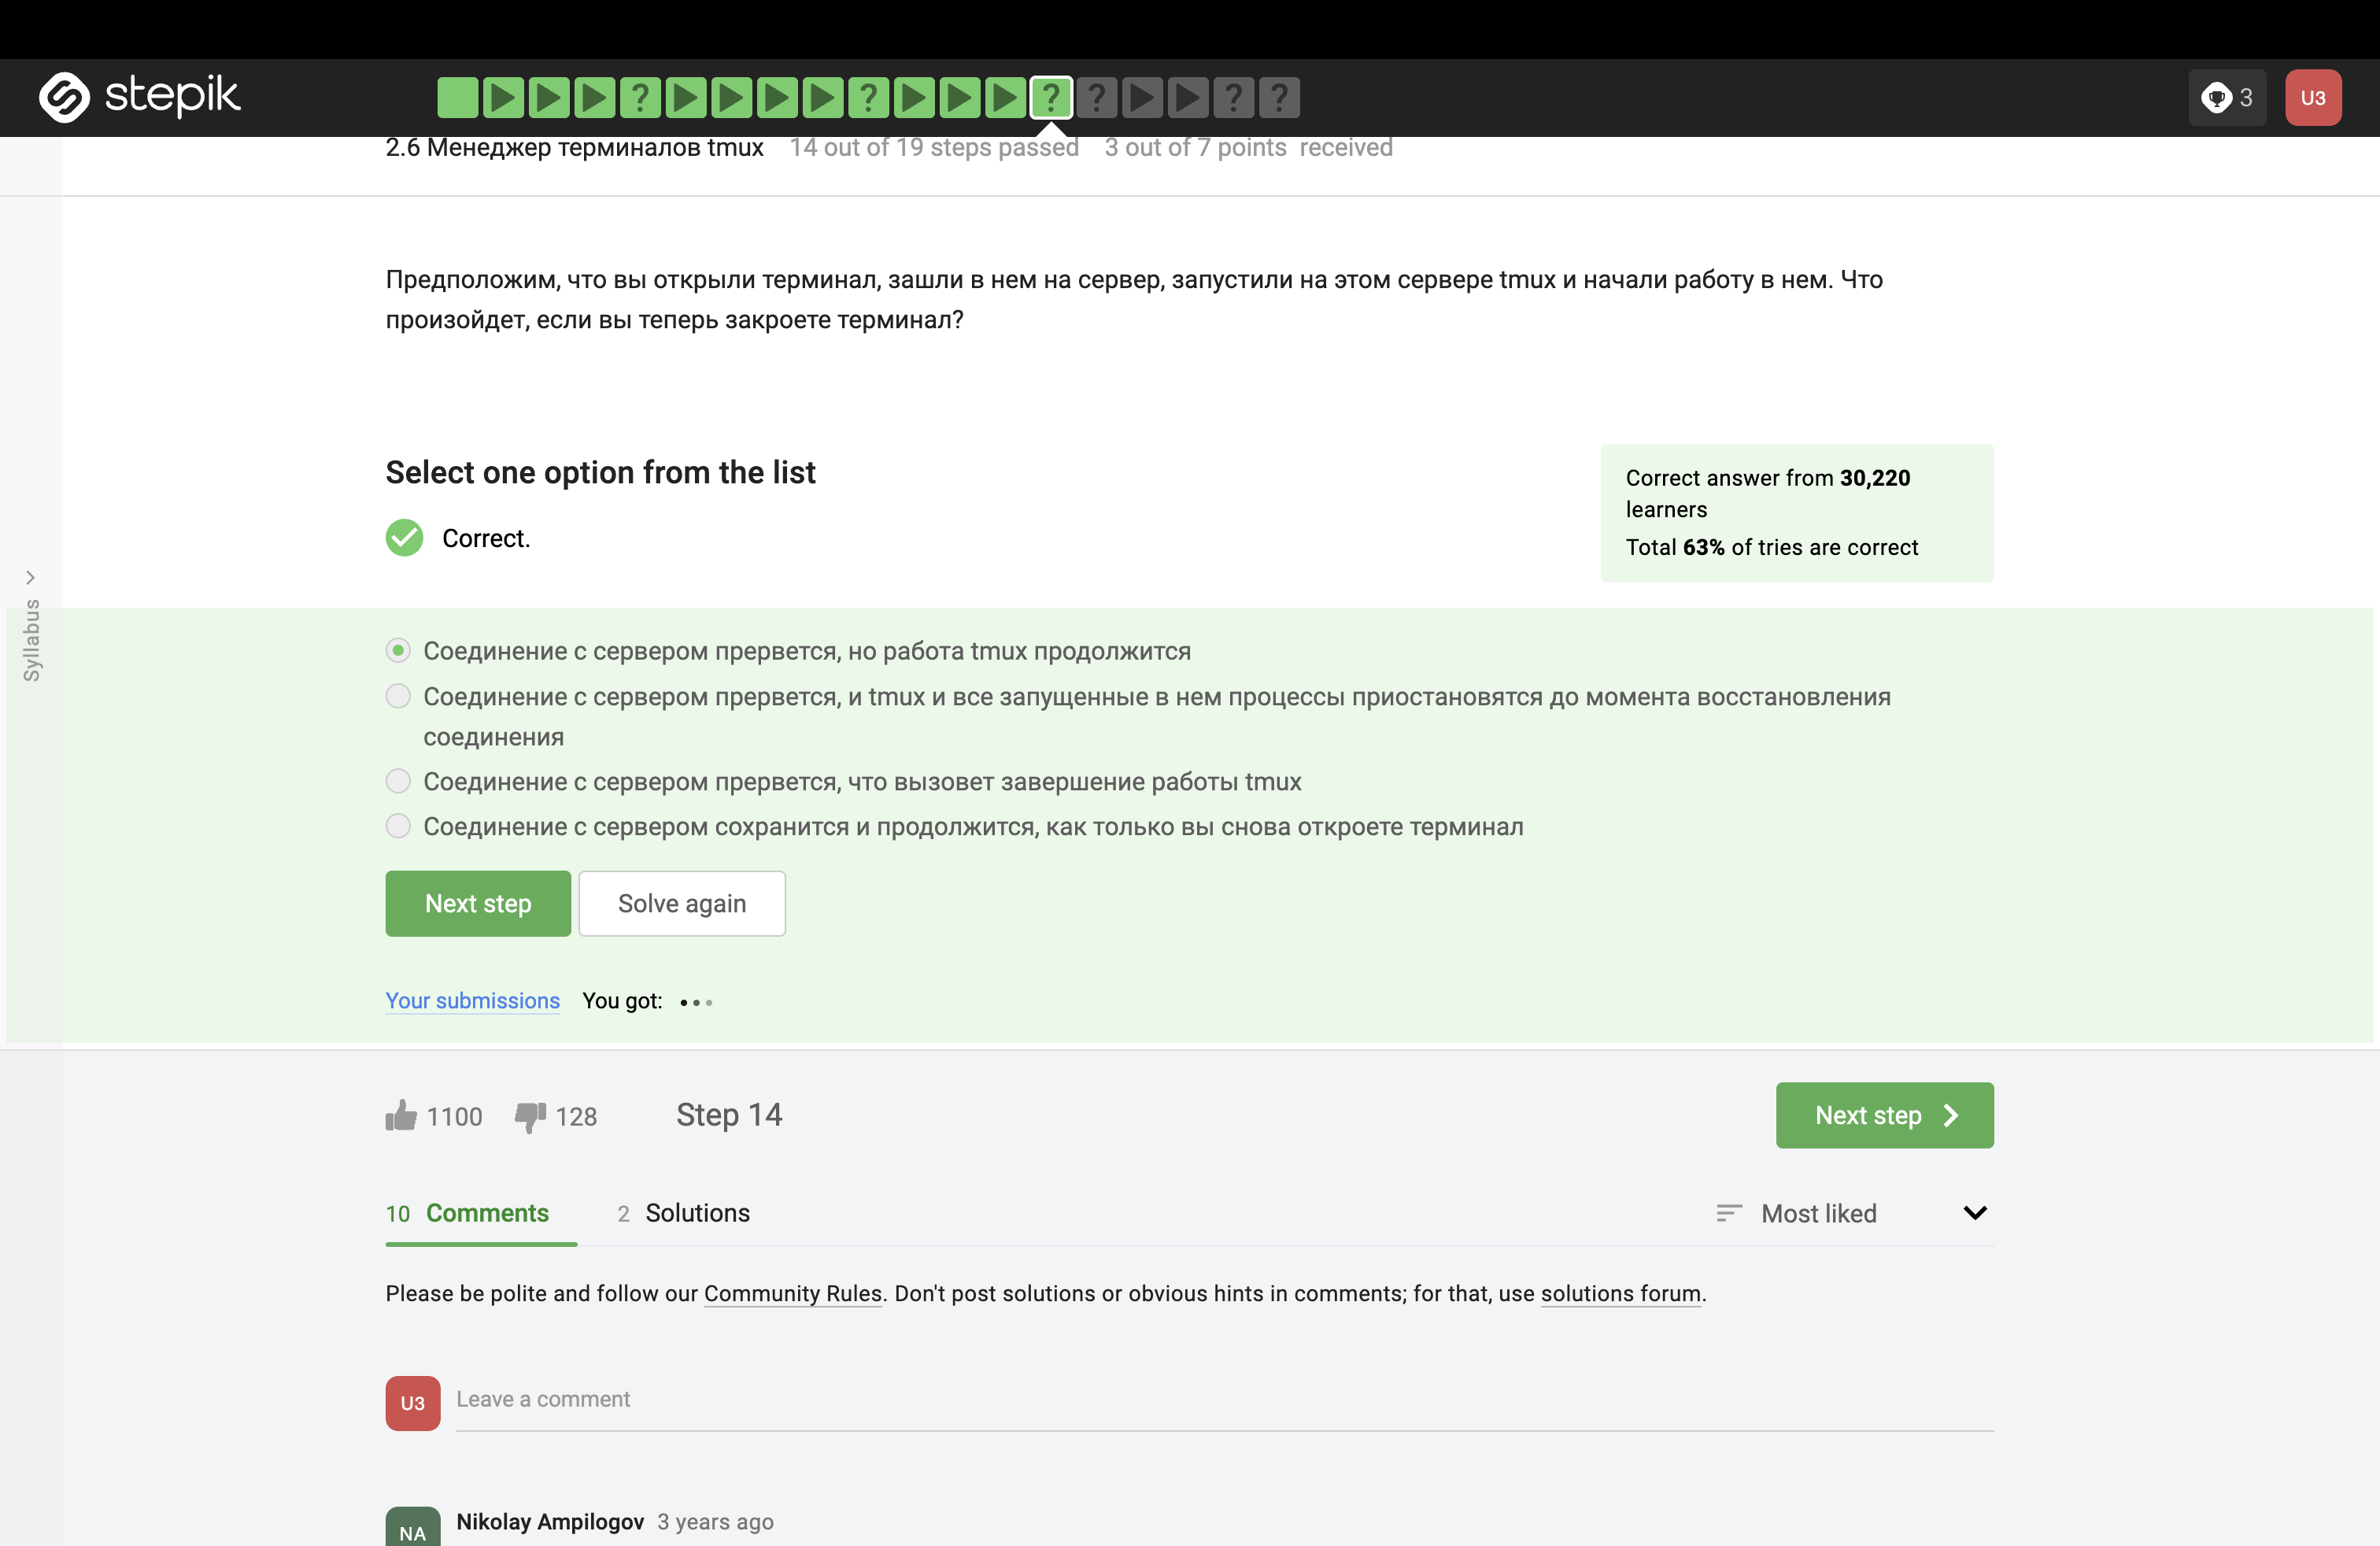 stepik
? ? ? ? ? ?
3
U3
2.6 Менеджер терминалов tmux 14 out of 19 steps passed 3 out of 7 points received
Предположим, что вы открыли терминал, зашли в нем на сервер, запустили на этом сервере tmux и начали работу в нем. Что
произойдет, если вы теперь закроете терминал?
Select one option from the list
Correct.
Correct answer from 30,220
learners
Total 63% of tries are correct
Syllabus
Соединение с сервером прервется, но работа tmux продолжится
Соединение с сервером прервется, и tmux и все запущенные в нем процессы приостановятся до момента восстановления
соединения
Соединение с сервером прервется, что вызовет завершение работы tmux
Соединение с сервером сохранится и продолжится, как только вы снова откроете терминал
Next step
Solve again
Your submissions You got:
1100 128 Step 14
Next step
10 Comments 2 Solutions
Most liked
Please be polite and follow our Community Rules. Don't post solutions or obvious hints in comments; for that, use solutions forum.
U3 Leave a comment
NA Nikolay Ampilogov 3 years ago